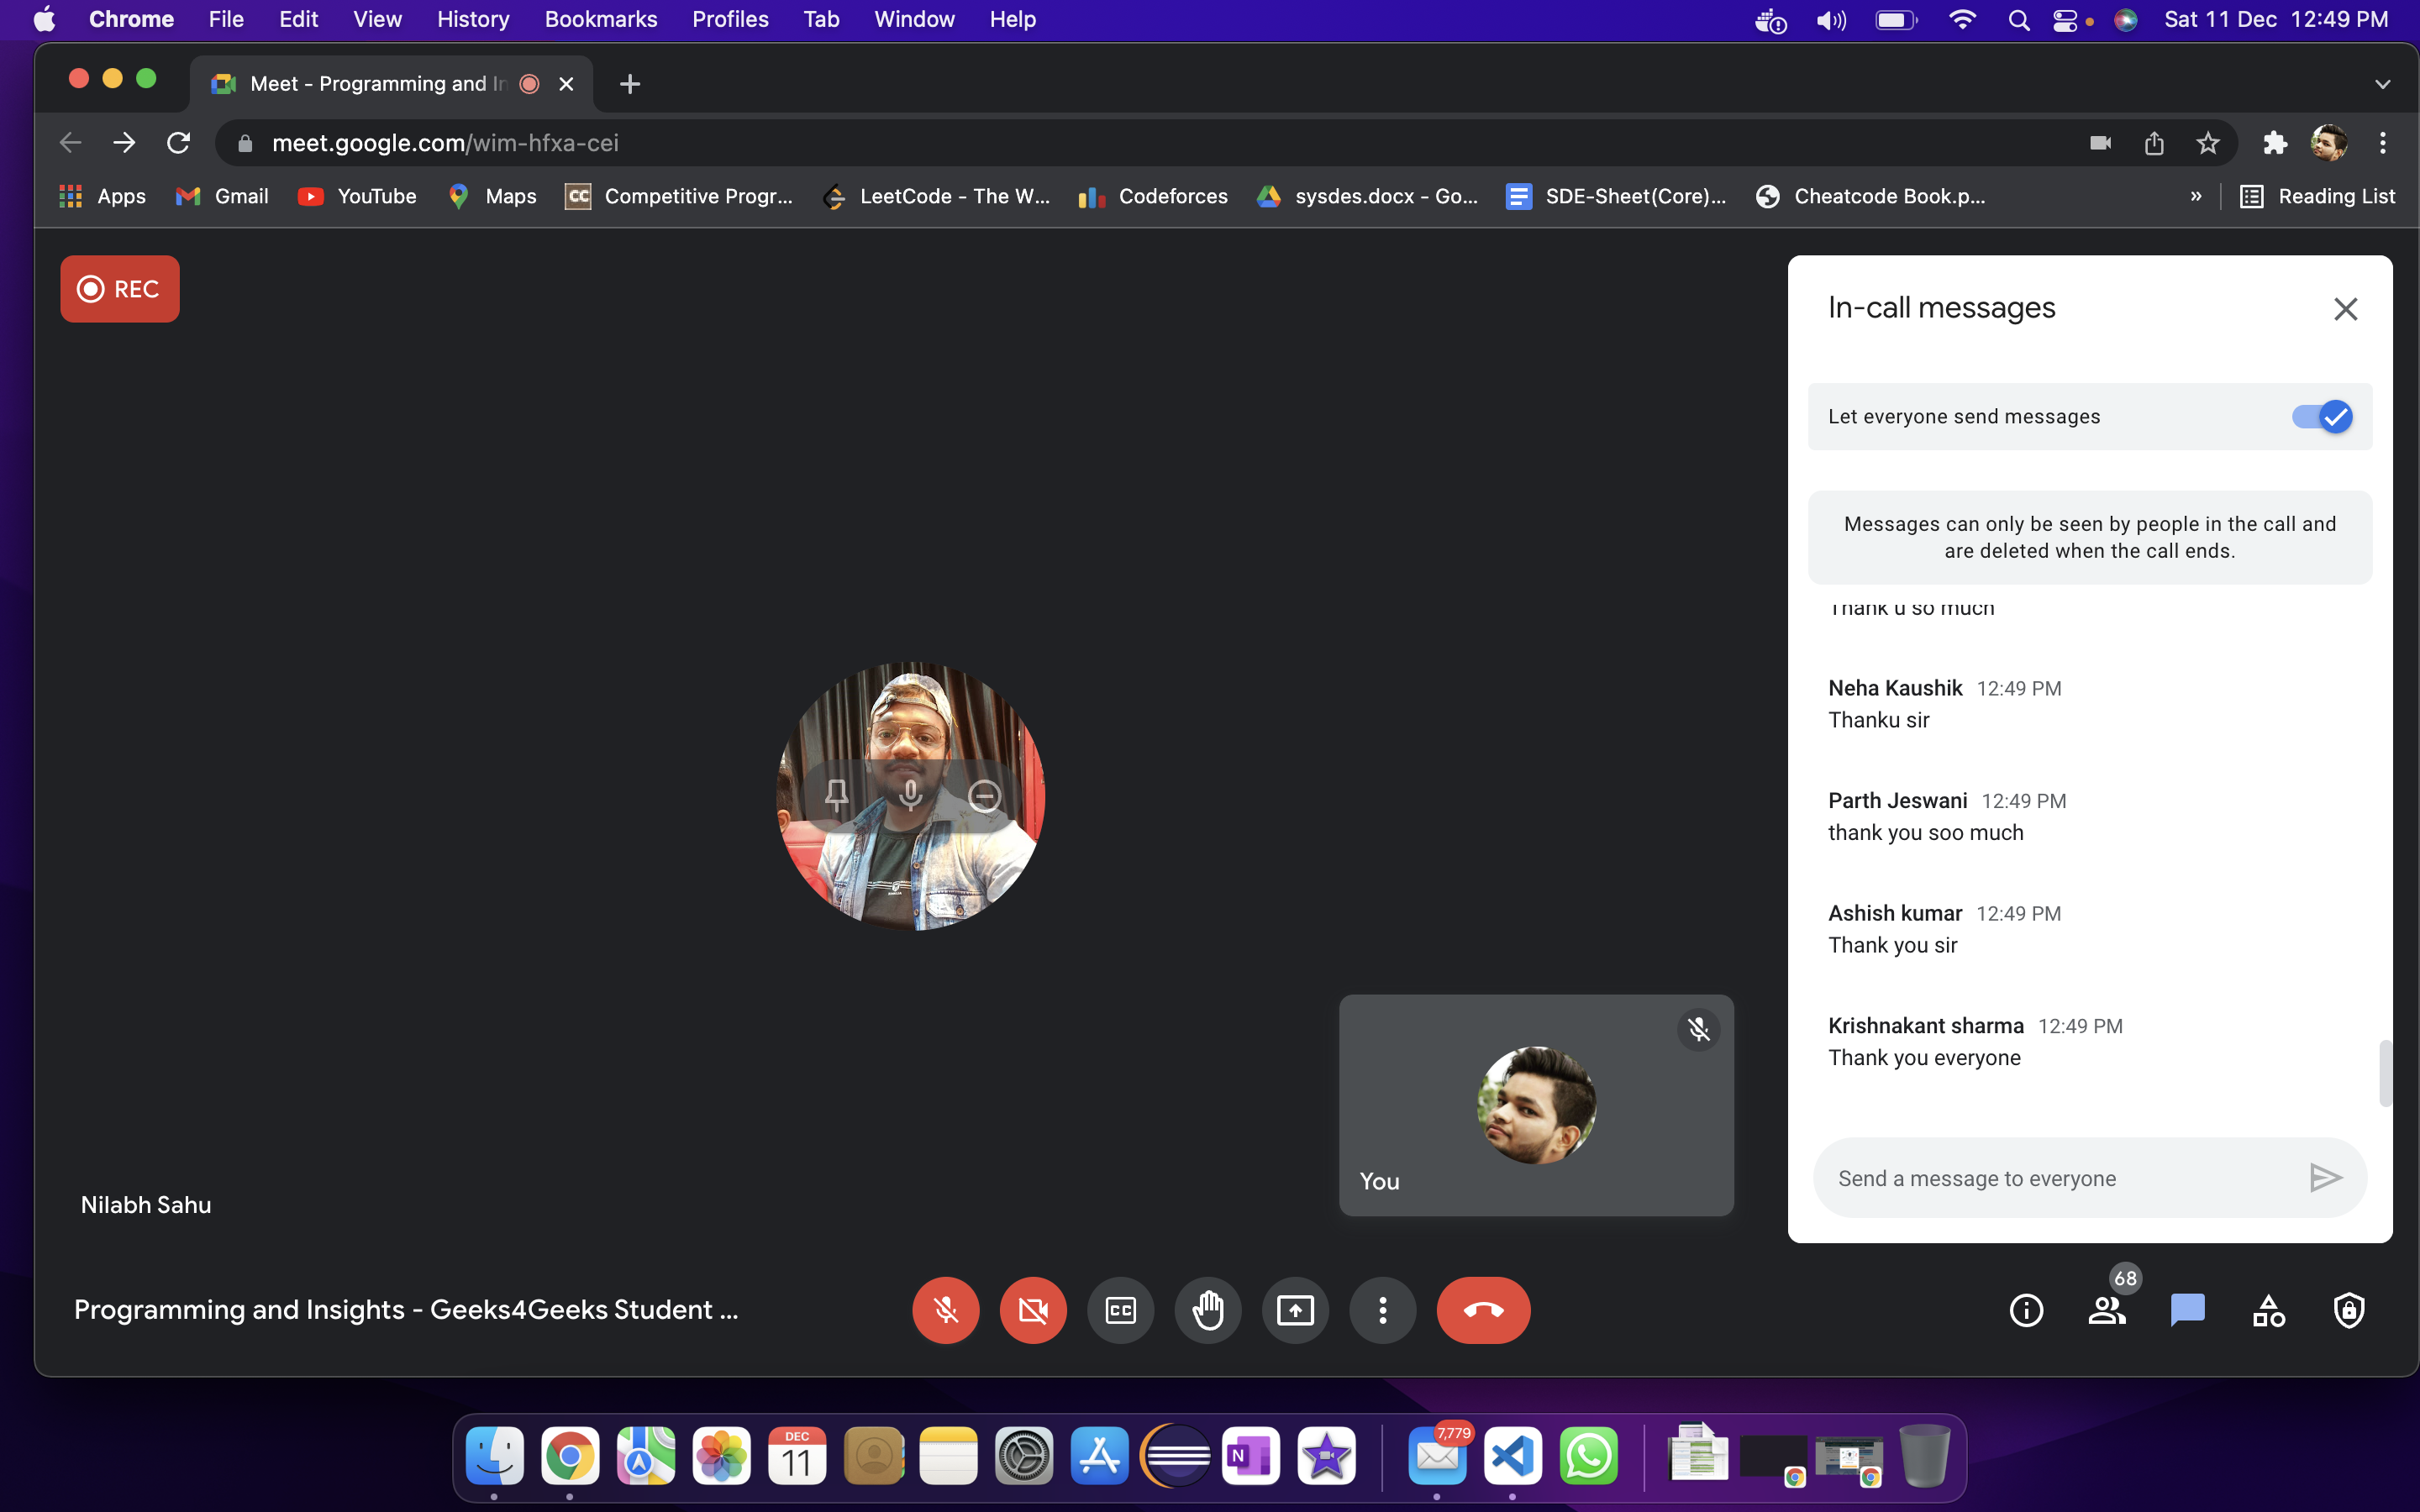 Chrome File Edit View History Bookmarks Profiles Tab Window Help
Sat 11 Dec 12:49 PM
Meet - Programming and In
meet.google.com/wim-hfxa-cei
Apps Gmail YouTube Maps CC Competitive Progr... LeetCode - The W... Codeforces sysdes.docx - Go... SDE-Sheet(Core)... Cheatcode Book.p... » Reading List
REC
In-call messages
Let everyone send messages
Messages can only be seen by people in the call and
are deleted when the call ends.
Thank u so much
Neha Kaushik 12:49 PM
Thanku sir
Parth Jeswani 12:49 PM
thank you soo much
Ashish kumar 12:49 PM
Thank you sir
Krishnakant sharma 12:49 PM
Thank you everyone
Send a message to everyone
You
Nilabh Sahu
Programming and Insights - Geeks4Geeks Student ...
CC
68
DEC
11
N
7,779